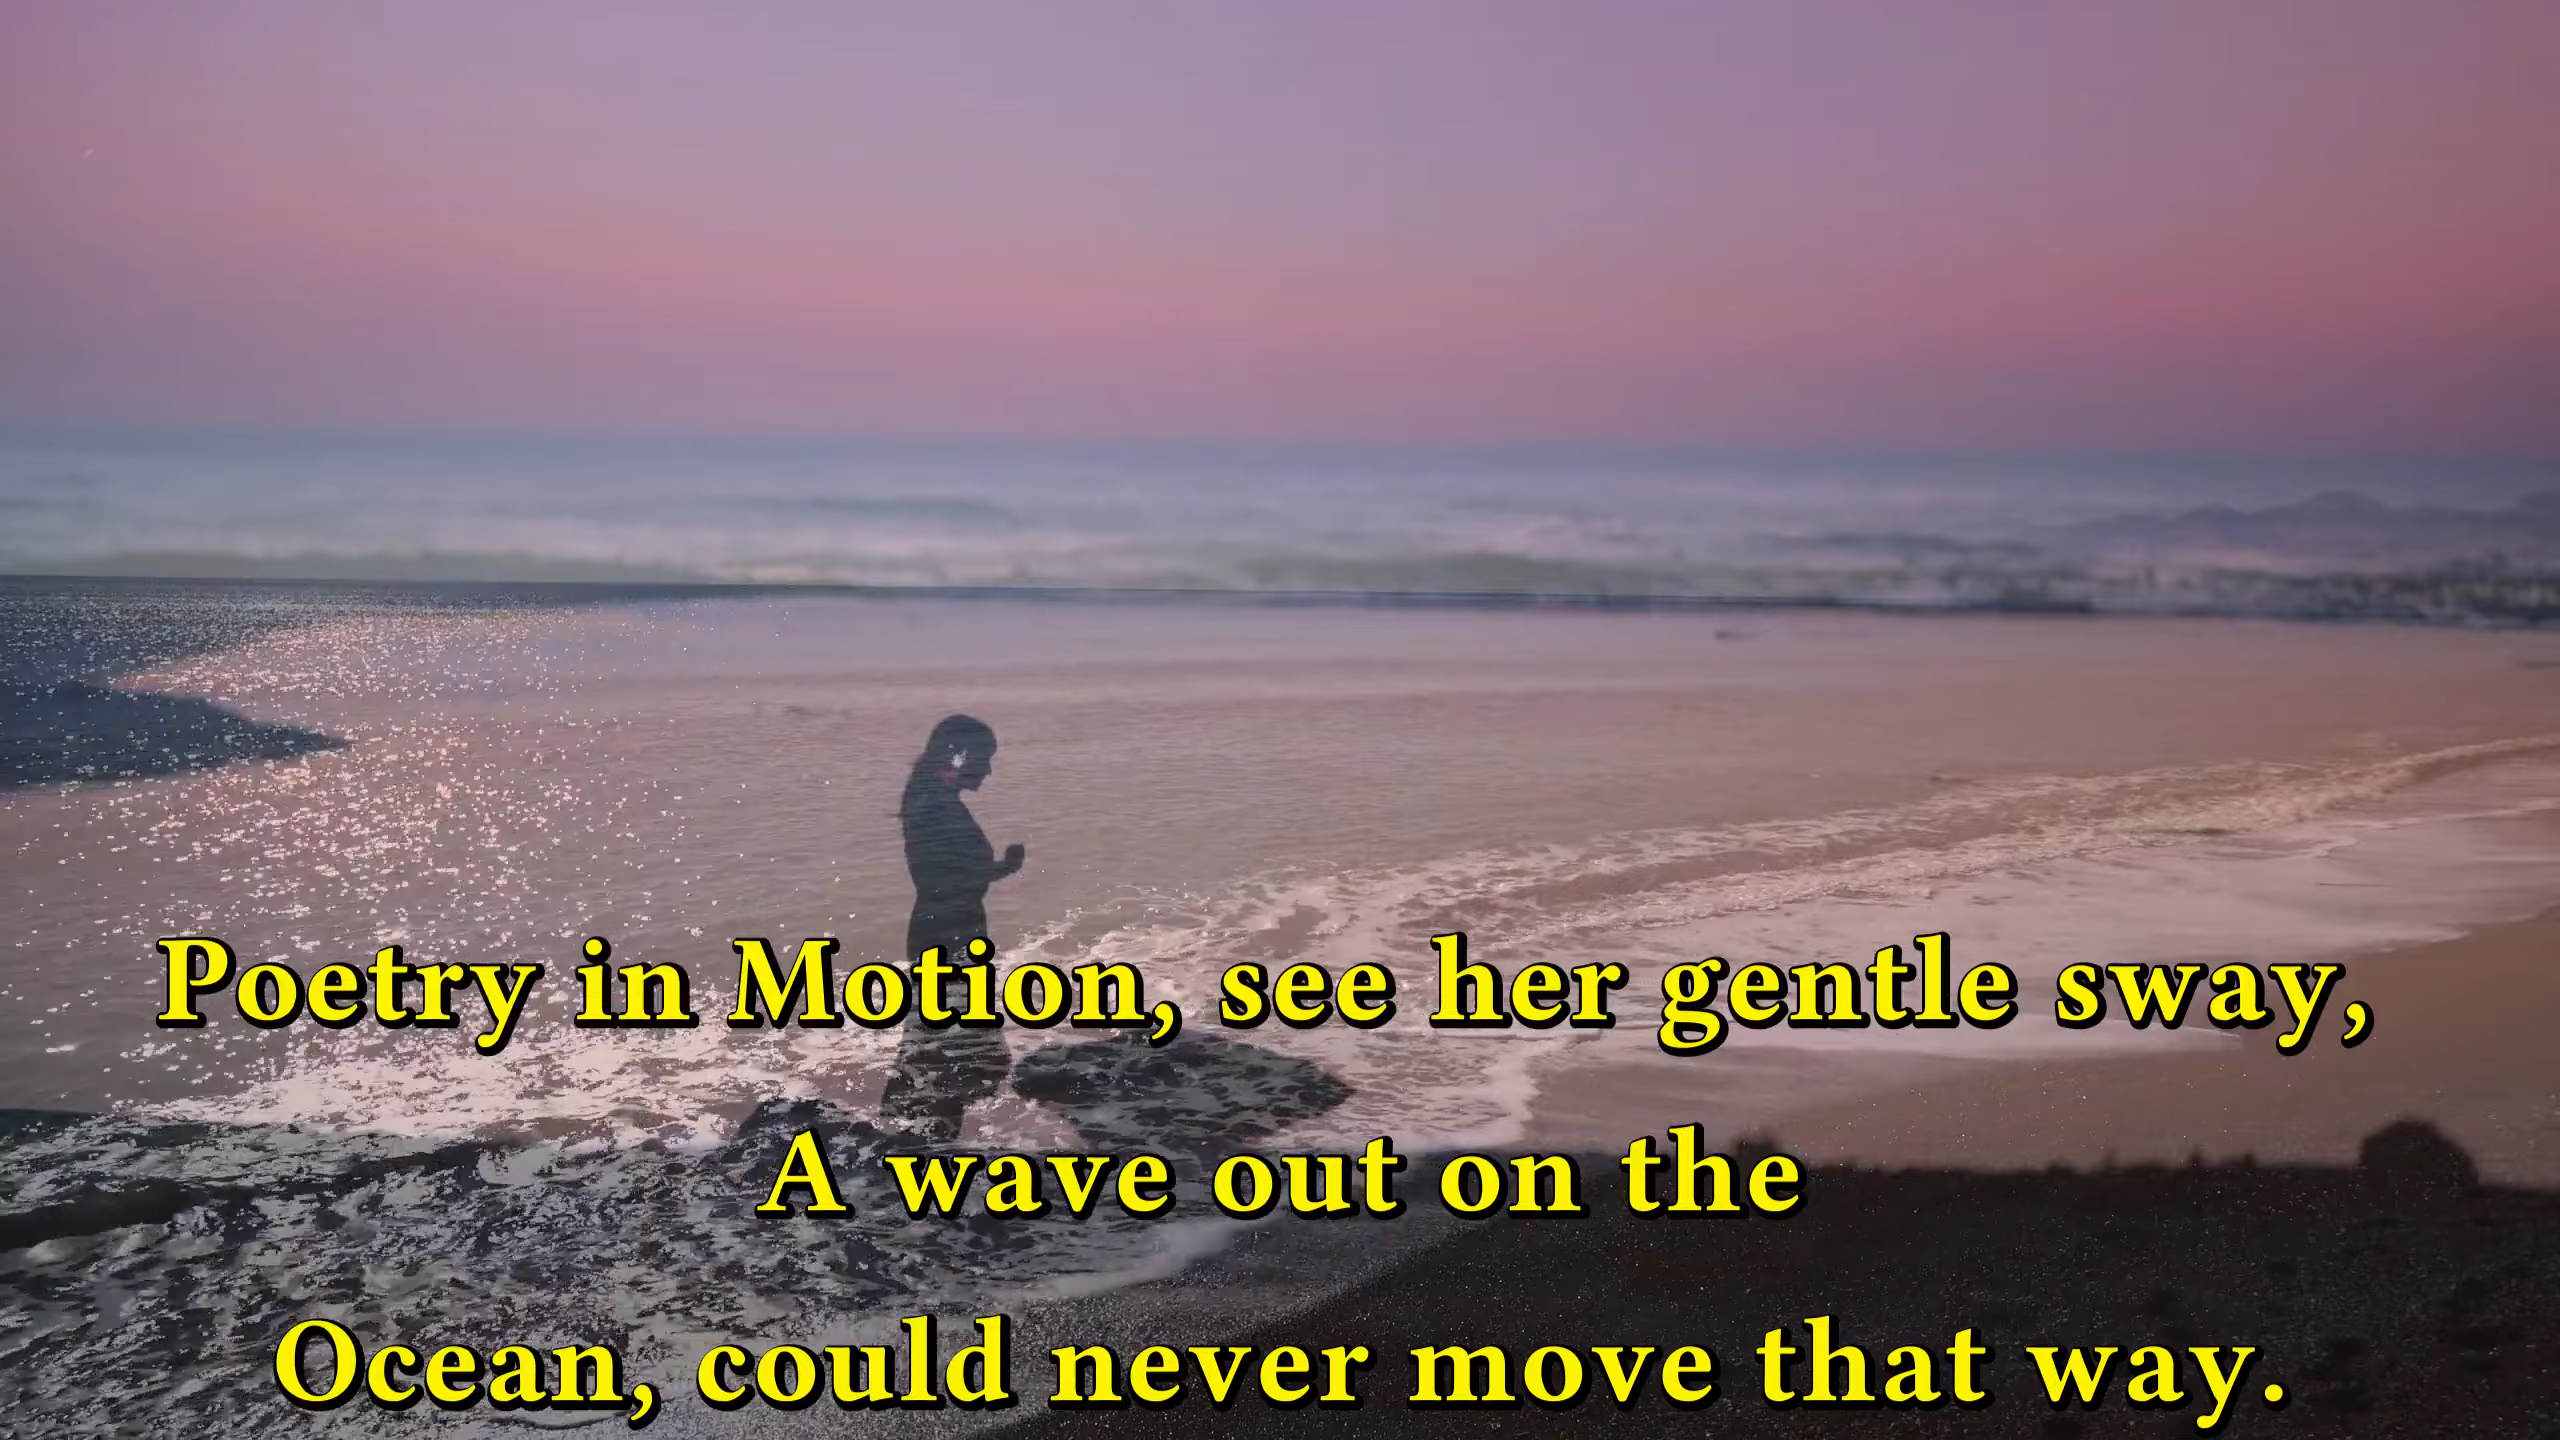 Poetry in Motion, see her gentle sway,
A wave out on the
Ocean, could never move that way.